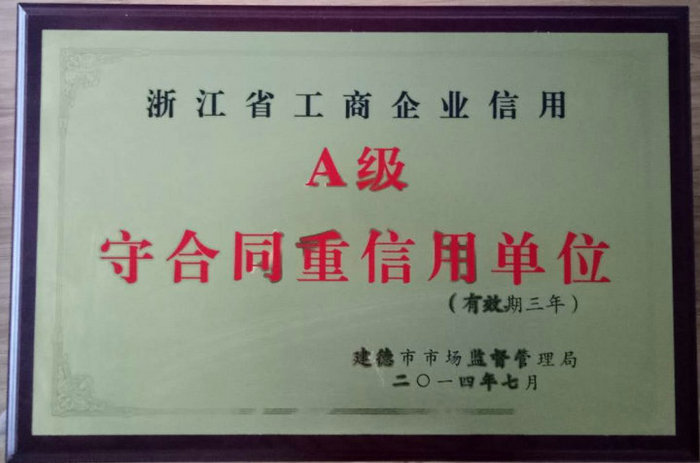 浙江省工商企业信用
A级
守合同重信用单位
（有效期三年）
建德市市场监督管理局
二〇一四年七月